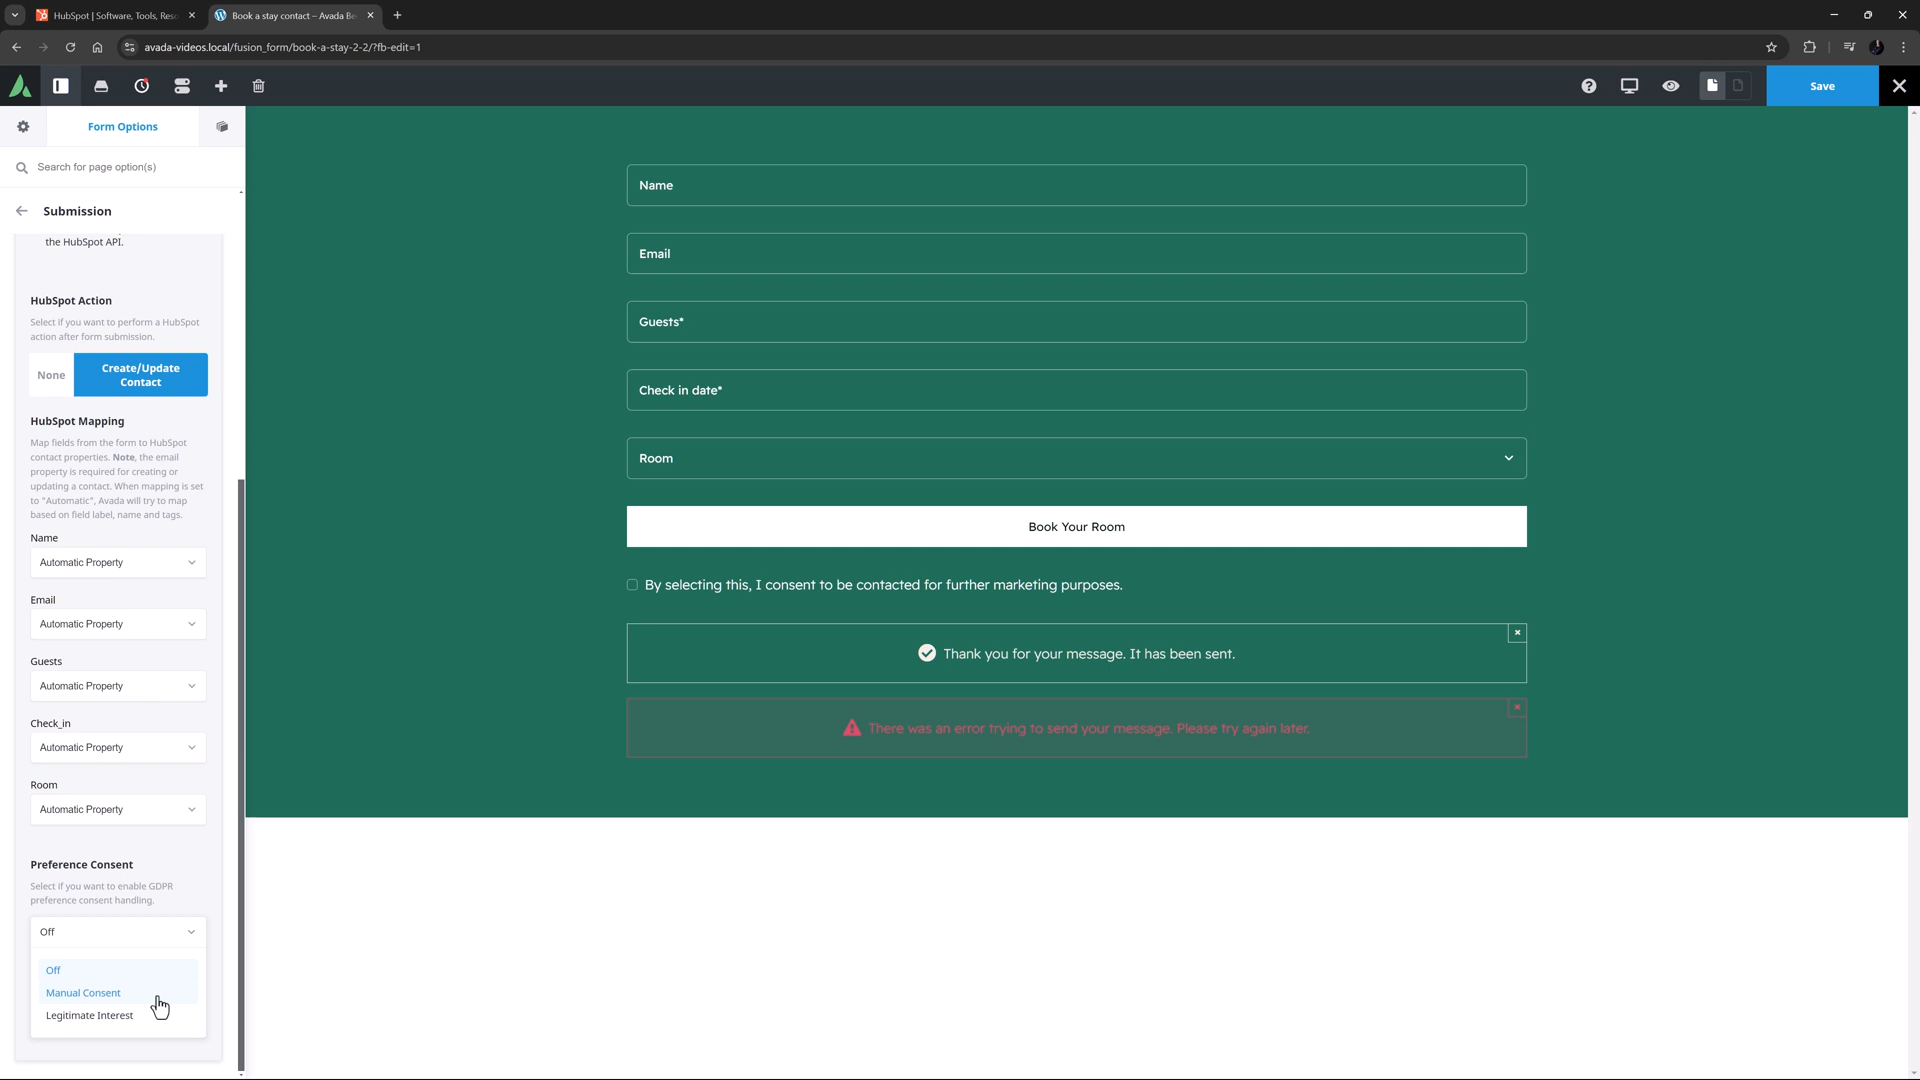 HubSpot | Software, Tools, Reso
Book a stay contact – Avada Be
avada-videos.local/fusion_form/book-a-stay-2-2/?fb-edit=1
Save
Form Options
Search for page option(s)
Submission
the HubSpot API.
HubSpot Action
Select if you want to perform a HubSpot
action after form submission.
None
Create/Update
Contact
HubSpot Mapping
Map fields from the form to HubSpot
contact properties. Note, the email
property is required for creating or
updating a contact. When mapping is set
to "Automatic", Avada will try to map
based on field label, name and tags.
Name
Automatic Property
Email
Automatic Property
Guests
Automatic Property
Check_in
Automatic Property
Room
Automatic Property
Preference Consent
Select if you want to enable GDPR
preference consent handling.
Off
Off
Manual Consent
Legitimate Interest
Name
Email
Guests*
Check in date*
Room
Book Your Room
By selecting this, I consent to be contacted for further marketing purposes.
Thank you for your message. It has been sent.
There was an error trying to send your message. Please try again later.